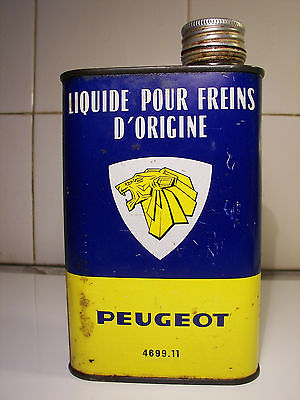 LIQUIDE POUR FREINS
D'ORIGINE
PEUGEOT
4699.11